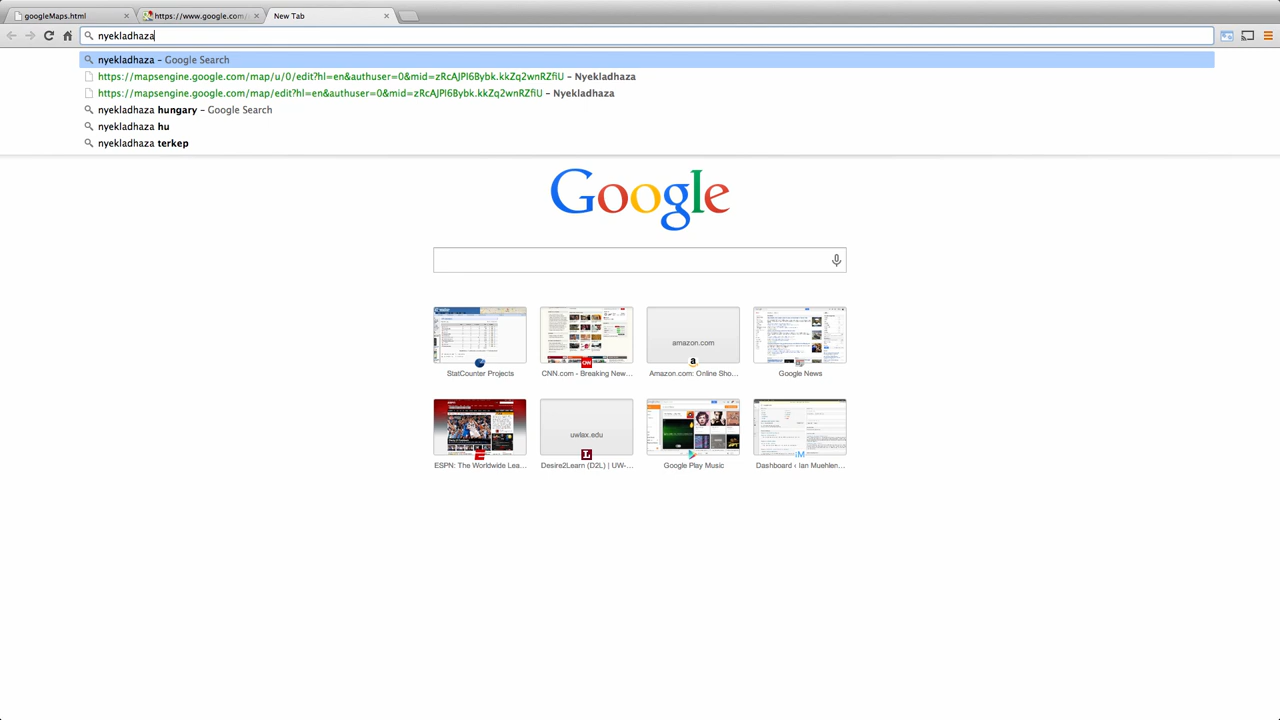 googleMaps.html
https://www.google.com/
New Tab
nyekladhaza
nyekladhaza – Google Search
https://mapsengine.google.com/map/u/0/edit?hl=en&authuser=0&mid=zRcAJPl6Bybk.kkZq2wnRZfiU – Nyekladhaza
https://mapsengine.google.com/map/edit?hl=en&authuser=0&mid=zRcAJPl6Bybk.kkZq2wnRZfiU – Nyekladhaza
nyekladhaza hungary – Google Search
nyekladhaza hu
nyekladhaza terkep
Google
amazon.com
StatCounter Projects
CNN.com - Breaking New...
Amazon.com: Online Sho...
Google News
uwlax.edu
ESPN: The Worldwide Lea...
Desire2Learn (D2L) | UW-...
Google Play Music
Dashboard ‹ Ian Muehlen...